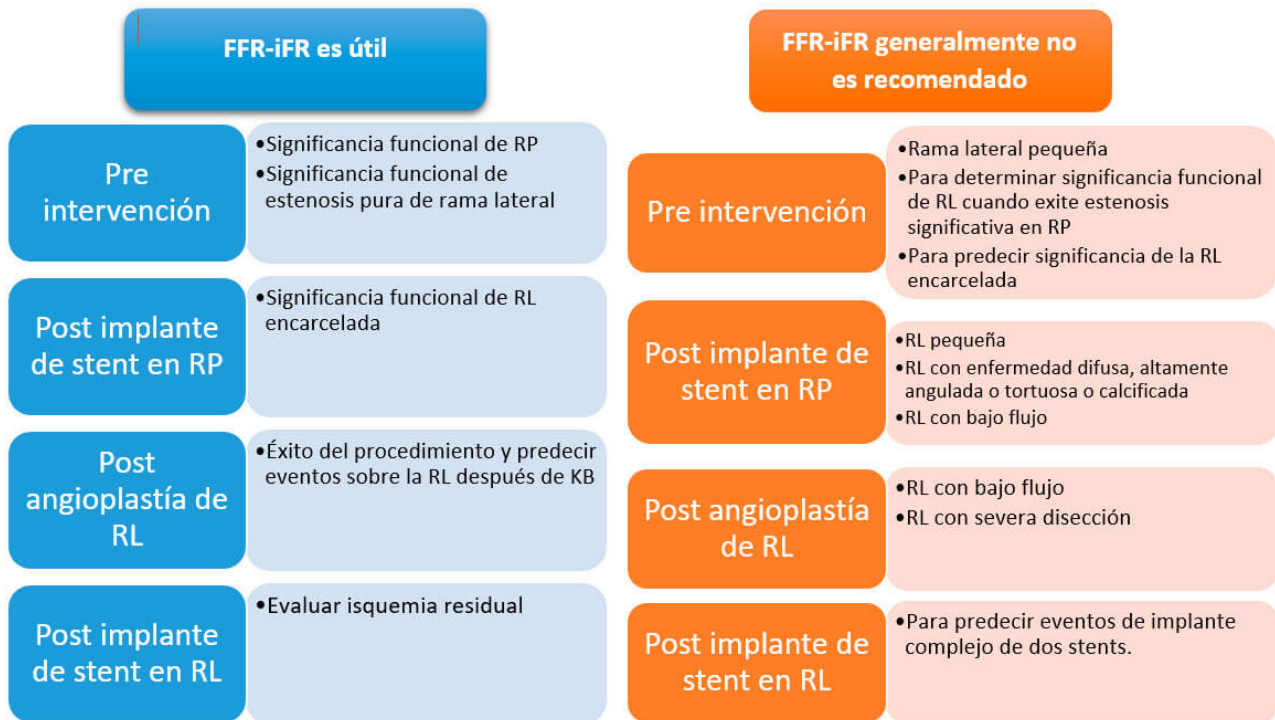 FFR-iFR es útil
Pre
intervención
•Significancia funcional de RP
•Significancia funcional de
estenosis pura de rama lateral
Post implante
de stent en RP
•Significancia funcional de RL
encarcelada
Post
angioplastía de
RL
•Éxito del procedimiento y predecir
eventos sobre la RL después de KB
Post implante
de stent en RL
•Evaluar isquemia residual
FFR-iFR generalmente no
es recomendado
Pre intervención
•Rama lateral pequeña
•Para determinar significancia funcional
de RL cuando exite estenosis
significativa en RP
•Para predecir significancia de la RL
encarcelada
Post implante de
stent en RP
•RL pequeña
•RL con enfermedad difusa, altamente
angulada o tortuosa o calcificada
•RL con bajo flujo
Post angioplastía
de RL
•RL con bajo flujo
•RL con severa disección
Post implante de
stent en RL
•Para predecir eventos de implante
complejo de dos stents.